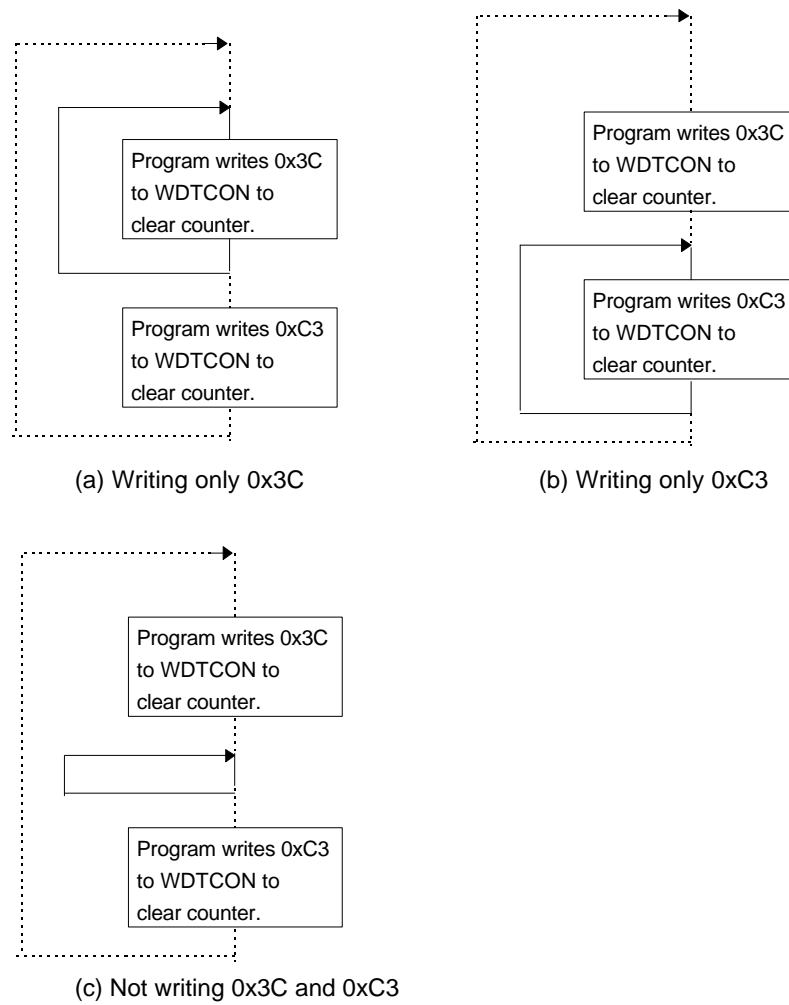 Program writes 0x3C
to WDTCON to
clear counter.
Program writes 0xC3
to WDTCON to
clear counter.
(a) Writing only 0x3C
Program writes 0x3C
to WDTCON to
clear counter.
Program writes 0xC3
to WDTCON to
clear counter.
(b) Writing only 0xC3
Program writes 0x3C
to WDTCON to
clear counter.
Program writes 0xC3
to WDTCON to
clear counter.
(c) Not writing 0x3C and 0xC3